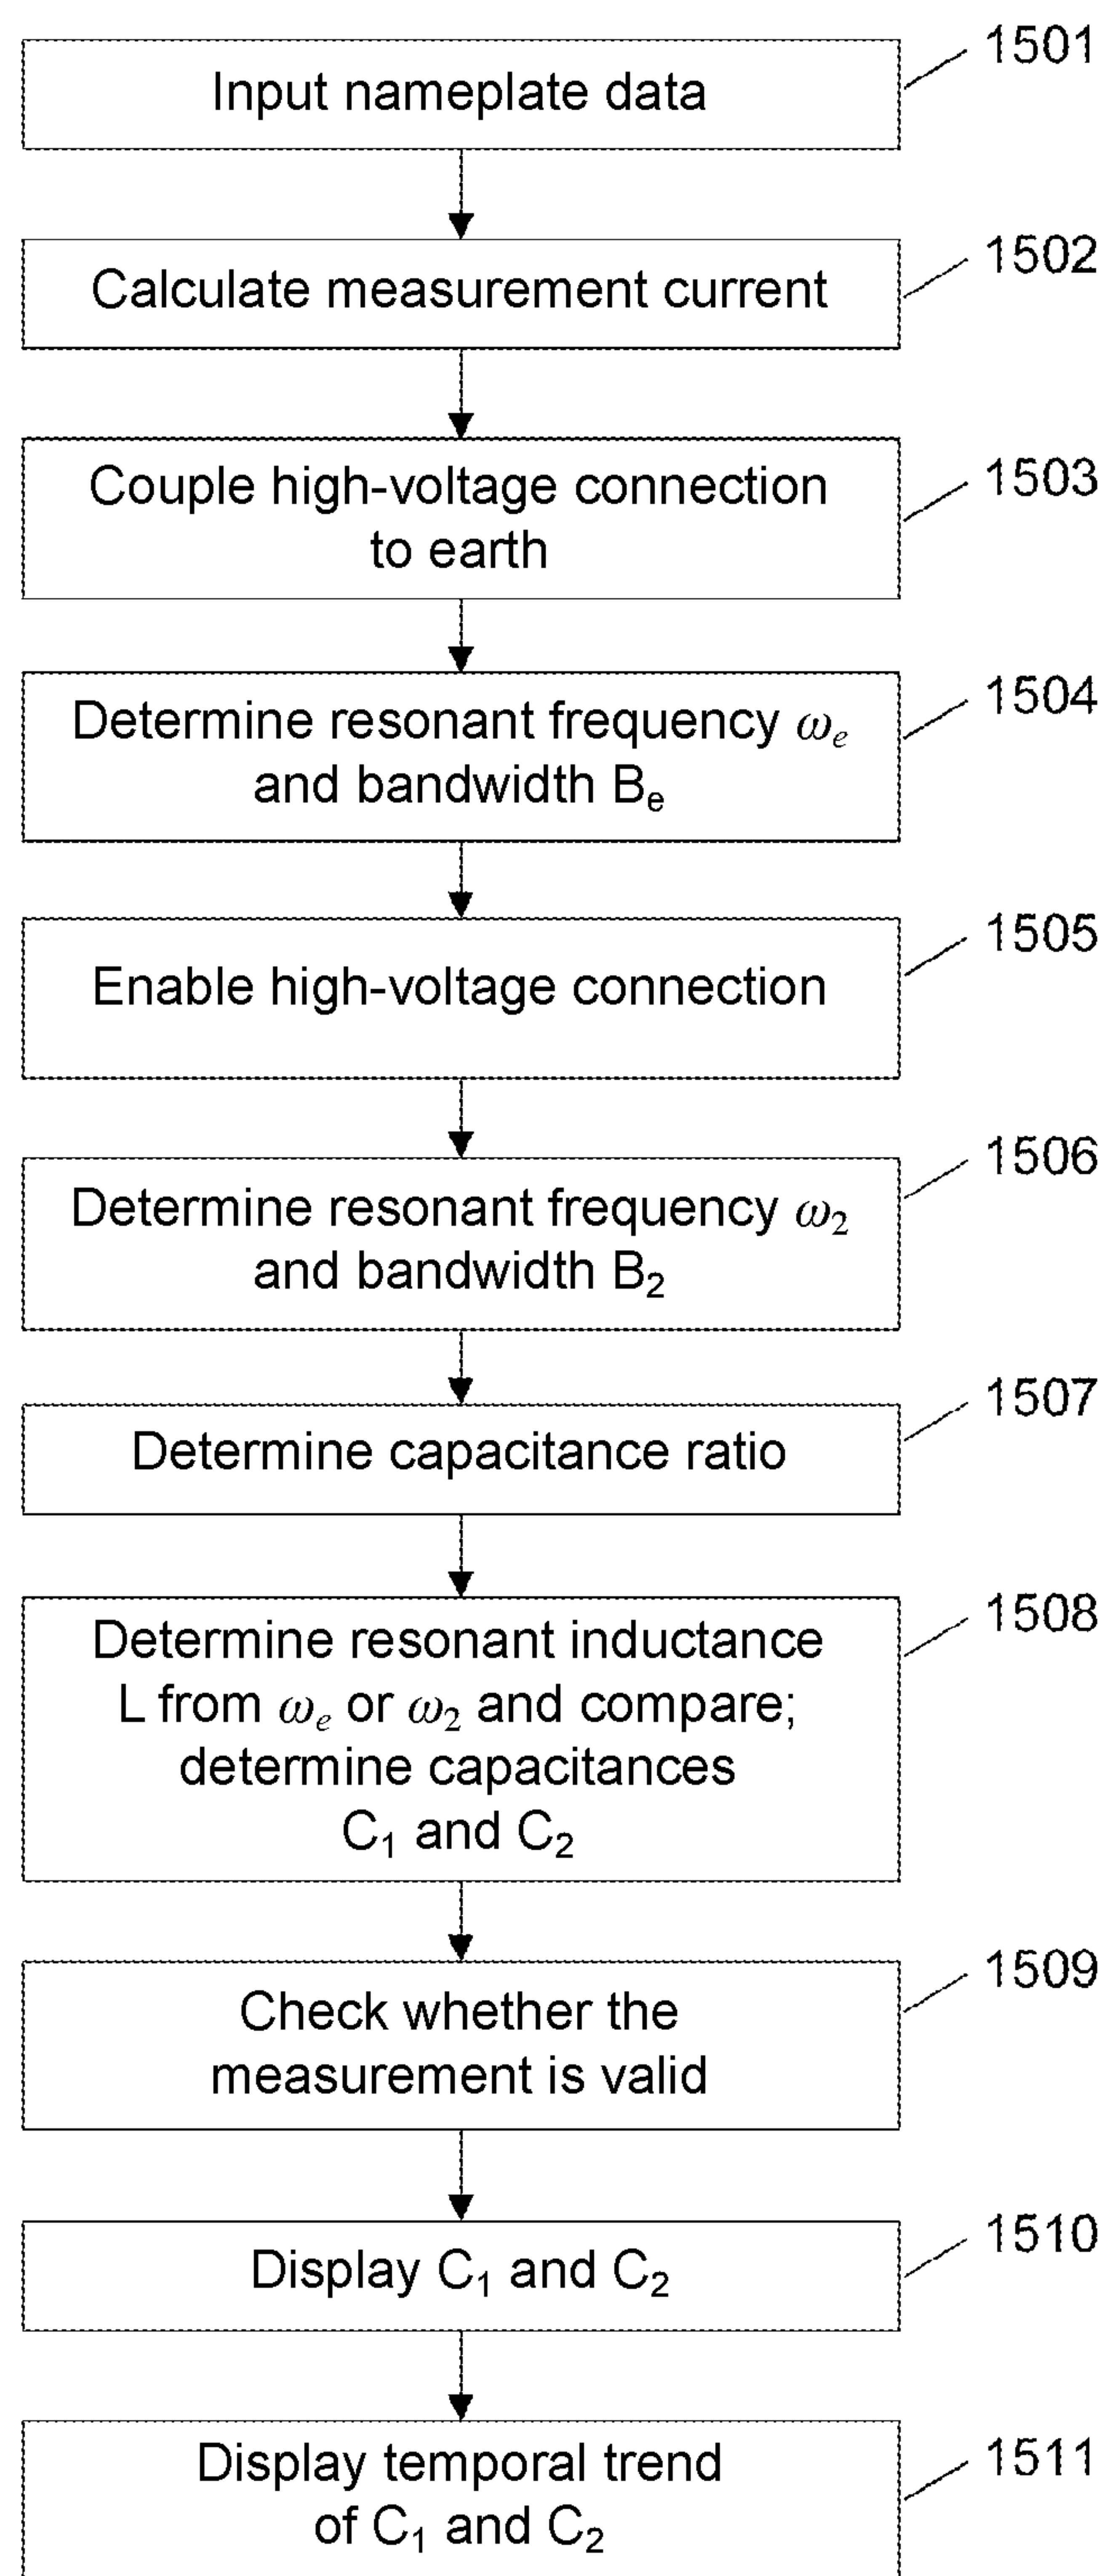 1501
Input nameplate data
1502
Calculate measurement current
1503
Couple high-voltage connection
to earth
1504
Determine resonant frequency ωₑ
and bandwidth Bₑ
1505
Enable high-voltage connection
1506
Determine resonant frequency ω₂
and bandwidth B₂
1507
Determine capacitance ratio
1508
Determine resonant inductance
L from ωₑ or ω₂ and compare;
determine capacitances
C₁ and C₂
1509
Check whether the
measurement is valid
1510
Display C₁ and C₂
1511
Display temporal trend
of C₁ and C₂